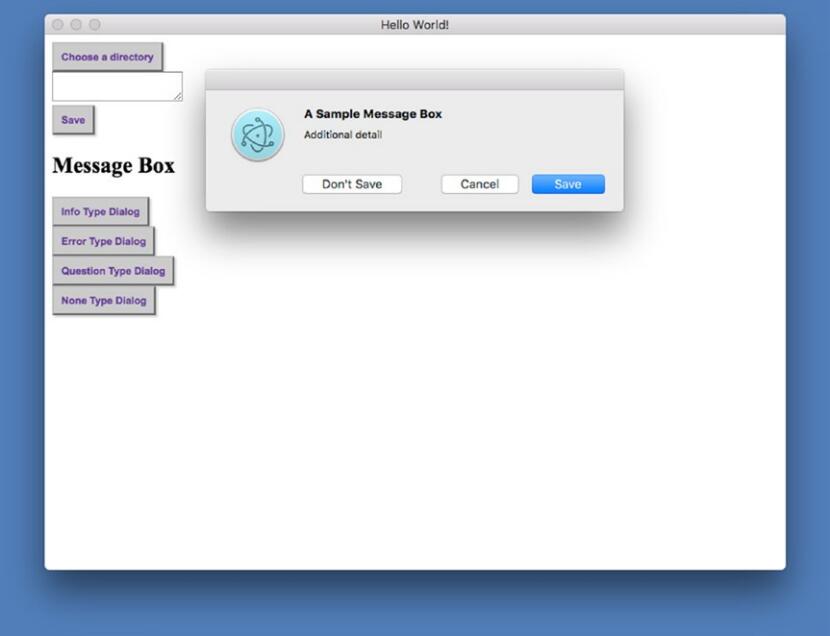 Hello World!
Choose a directory
Save
Message Box
Info Type Dialog
Error Type Dialog
Question Type Dialog
None Type Dialog
A Sample Message Box
Additional detail
Don't Save Cancel Save